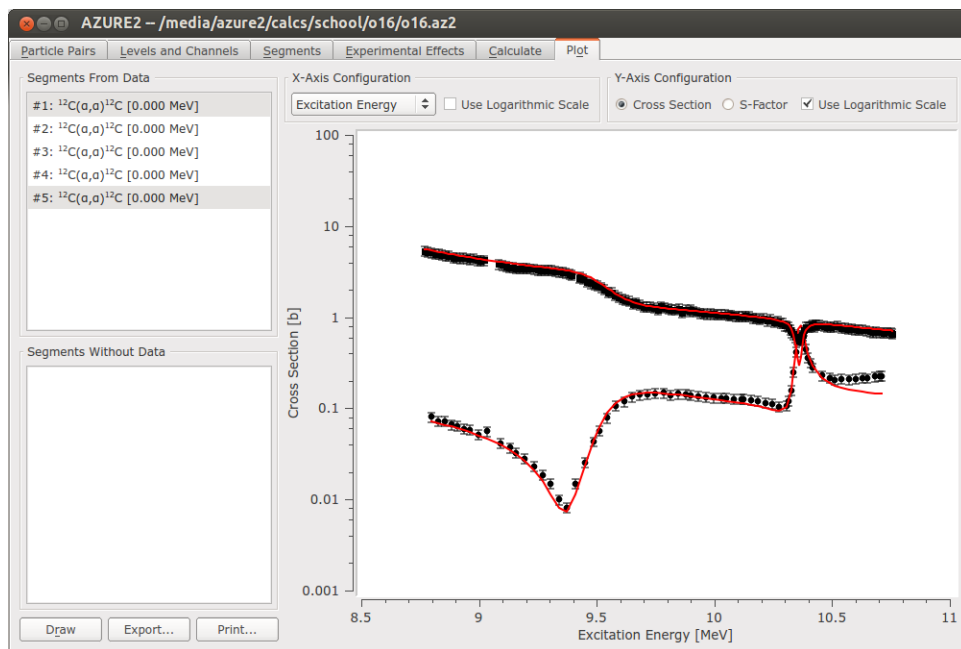 AZURE2 -- /media/azure2/calcs/school/o16/o16.az2
Particle Pairs Levels and Channels Segments Experimental Effects Calculate Plot
Segments From Data
#1: ¹²C(α,α)¹²C [0.000 MeV]
#2: ¹²C(α,α)¹²C [0.000 MeV]
#3: ¹²C(α,α)¹²C [0.000 MeV]
#4: ¹²C(α,α)¹²C [0.000 MeV]
#5: ¹²C(α,α)¹²C [0.000 MeV]
Segments Without Data
Draw Export... Print...
X-Axis Configuration
Excitation Energy Use Logarithmic Scale
Y-Axis Configuration
Cross Section S-Factor Use Logarithmic Scale
100
10
1
0.1
0.01
0.001
Cross Section [b]
8.5 9 9.5 10 10.5 11
Excitation Energy [MeV]